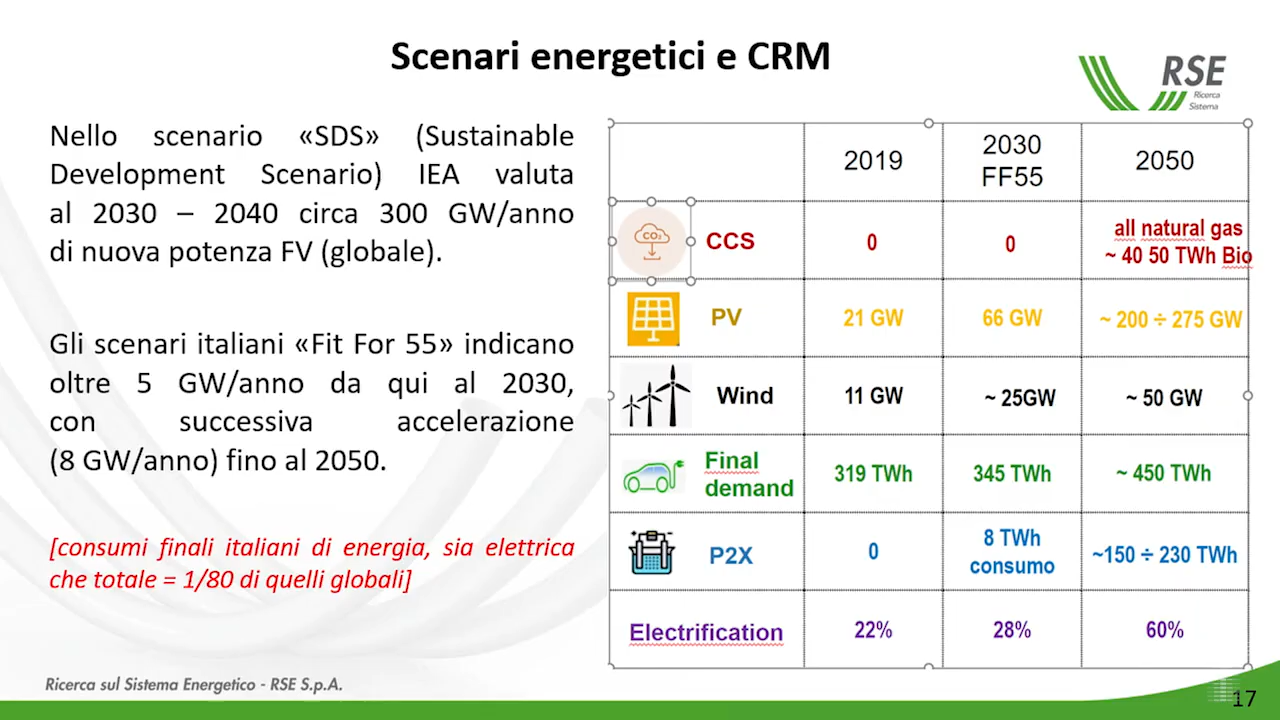 Scenari energetici e CRM
RSE
Ricerca
Sistema
Nello scenario «SDS» (Sustainable
Development Scenario) IEA valuta
al 2030 – 2040 circa 300 GW/anno
di nuova potenza FV (globale).
Gli scenari italiani «Fit For 55» indicano
oltre 5 GW/anno da qui al 2030,
con successiva accelerazione
(8 GW/anno) fino al 2050.
[consumi finali italiani di energia, sia elettrica
che totale = 1/80 di quelli globali]
2019
2030
FF55
2050
CO₂
CCS
0
0
all natural gas
~ 40 50 TWh Bio
PV
21 GW
66 GW
~ 200 ÷ 275 GW
Wind
11 GW
~ 25GW
~ 50 GW
Final
demand
319 TWh
345 TWh
~ 450 TWh
P2X
0
8 TWh
consumo
~150 ÷ 230 TWh
Electrification
22%
28%
60%
Ricerca sul Sistema Energetico - RSE S.p.A.
RSE
17